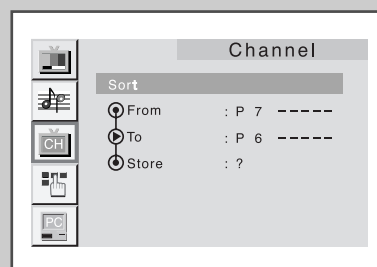 Channel
Sort
From : P 7 -----
To : P 6 -----
CH
Store : ?
PC